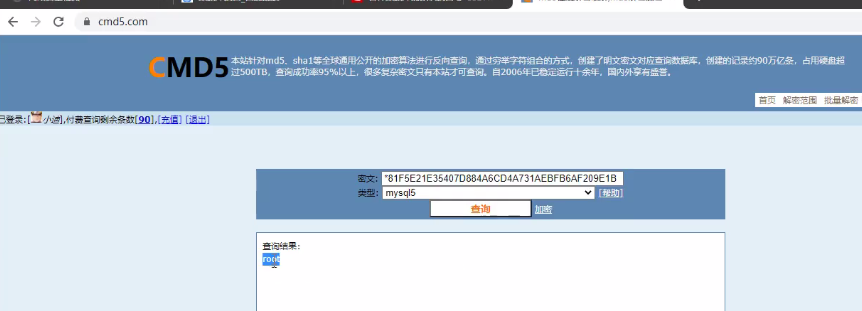 cmd5.com
CMD5
本站针对md5、sha1等全球通用公开的加密算法进行反向查询，通过穷举字符组合的方式，创建了明文密文对应查询数据库，创建的记录约90万亿条，占用硬盘超
过500TB，查询成功率95%以上，很多复杂密文只有本站才可查询。自2006年已稳定运行十余年，国内外享有盛誉。
首页 解密范围 批量解密
已登录:[小迪],付费查询剩余条数[90],[充值] [退出]
密文: *81F5E21E35407D884A6CD4A731AEBFB6AF209E1B
类型: mysql5 [帮助]
查询 加密
查询结果:
root